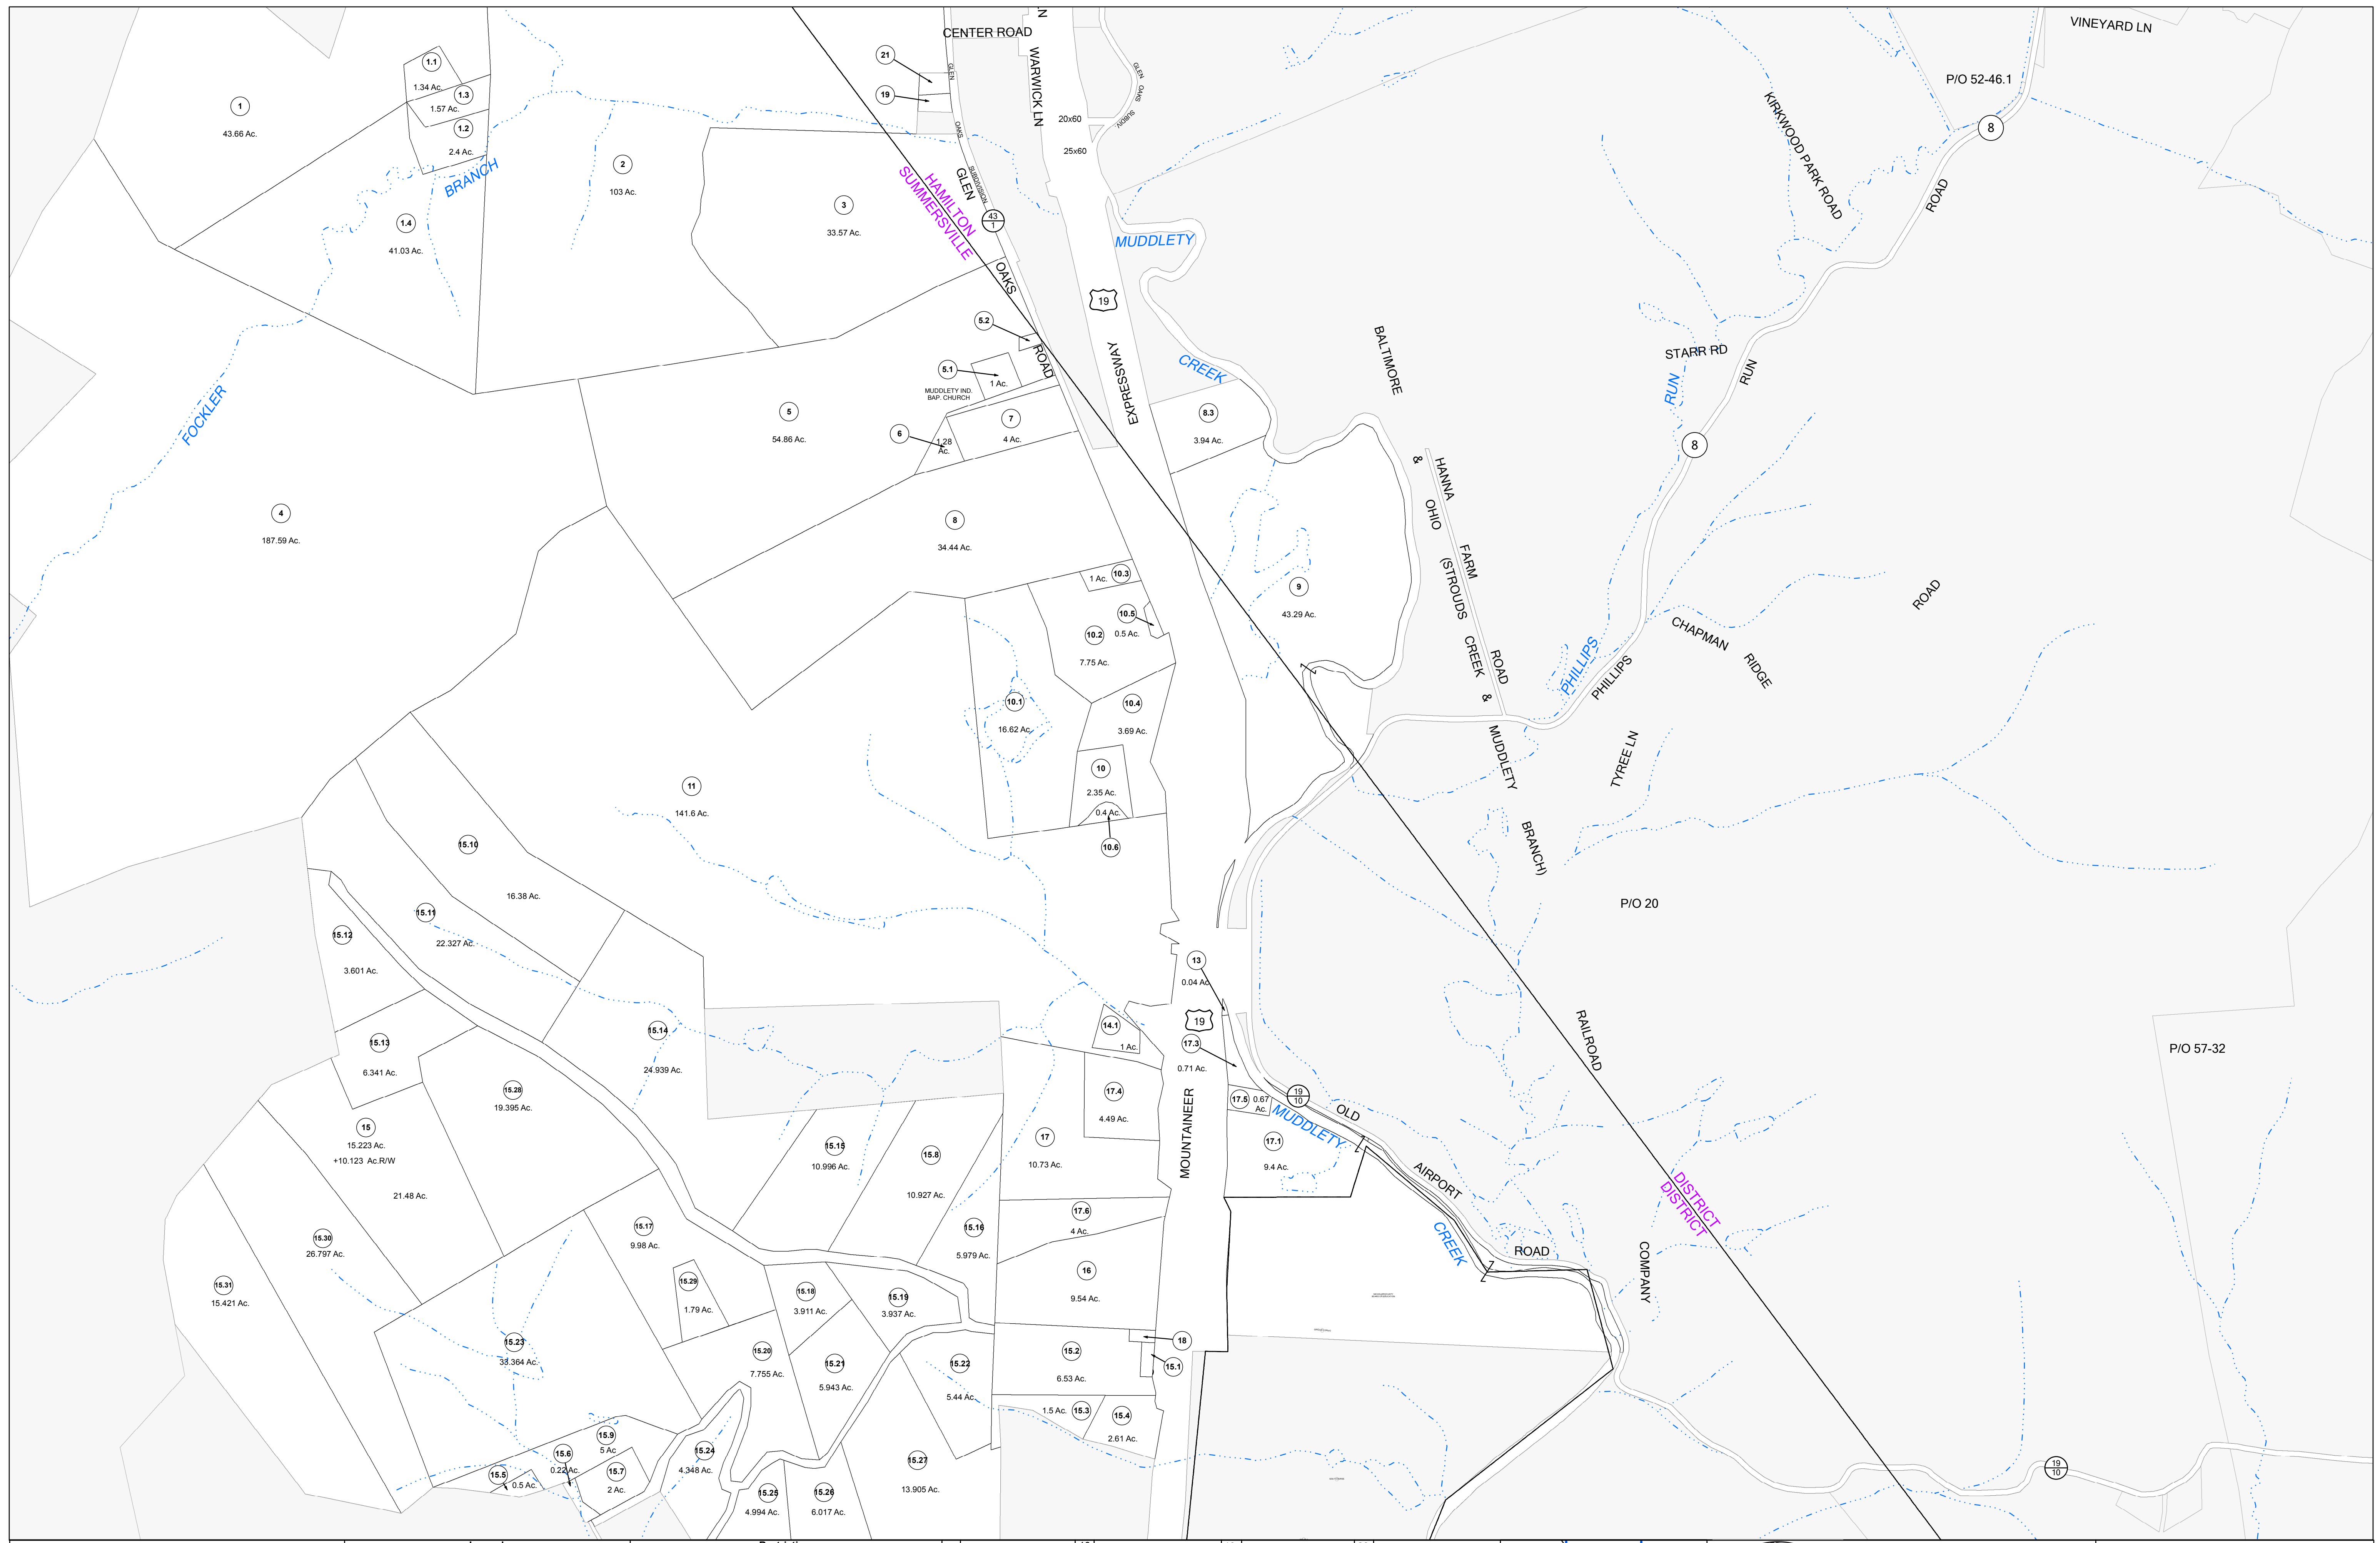 CENTER ROAD
WARWICK LN
LN
VINEYARD LN
P/O 52-46.1
21
19
GLEN
OAKS
SUBDIVISION
GLEN
OAKS
SUBDIV
20x60
25x60
KIRKWOOD PARK ROAD
8
1.1
1.34 Ac.
1.3
1.57 Ac.
1.2
2.4 Ac.
1
43.66 Ac.
BRANCH
2
103 Ac.
1.4
41.03 Ac.
3
33.57 Ac.
HAMILTON
SUMMERSVILLE
GLEN
OAKS
ROAD
43
1
MUDDLETY
CREEK
19
EXPRESSWAY
5.2
5.1
1 Ac.
MUDDLETY IND.
BAP. CHURCH
BALTIMORE
&
OHIO
(STROUDS
CREEK
&
MUDDLETY
BRANCH)
RAILROAD
COMPANY
STARR RD
RUN
RUN
ROAD
8
FOCKLER
5
54.86 Ac.
6
1.28
Ac.
7
4 Ac.
8.3
3.94 Ac.
HANNA
FARM
ROAD
4
187.59 Ac.
8
34.44 Ac.
10.3
1 Ac.
9
43.29 Ac.
10.5
0.5 Ac.
10.2
7.75 Ac.
PHILLIPS
PHILLIPS
CHAPMAN
RIDGE
ROAD
10.1
16.62 Ac.
10.4
3.69 Ac.
TYREE LN
10
2.35 Ac.
0.4 Ac.
10.6
11
141.6 Ac.
15.10
16.38 Ac.
P/O 20
15.11
22.327 Ac.
15.12
3.601 Ac.
13
0.04 Ac.
19
14.1
1 Ac.
17.3
0.71 Ac.
P/O 57-32
15.13
6.341 Ac.
15.14
24.939 Ac.
15.28
19.395 Ac.
17.4
4.49 Ac.
MOUNTAINEER
17.5
0.67
Ac.
19
10
MUDDLETY
CREEK
OLD
AIRPORT
ROAD
15
15.223 Ac.
+10.123 Ac.R/W
21.48 Ac.
15.15
10.996 Ac.
15.8
10.927 Ac.
17
10.73 Ac.
17.1
9.4 Ac.
DISTRICT
DISTRICT
15.30
26.797 Ac.
15.17
9.98 Ac.
15.16
5.979 Ac.
17.6
4 Ac.
15.31
15.421 Ac.
15.29
1.79 Ac.
15.18
3.911 Ac.
15.19
3.937 Ac.
16
9.54 Ac.
15.23
33.364 Ac.
15.20
7.755 Ac.
15.21
5.943 Ac.
15.22
5.44 Ac.
15.2
6.53 Ac.
18
15.1
15.3
1.5 Ac.
15.4
2.61 Ac.
15.9
5 Ac
15.6
0.22 Ac.
15.5
0.5 Ac.
15.7
2 Ac.
15.24
4.348 Ac.
15.27
13.905 Ac.
15.25
4.994 Ac.
15.26
6.017 Ac.
19
10